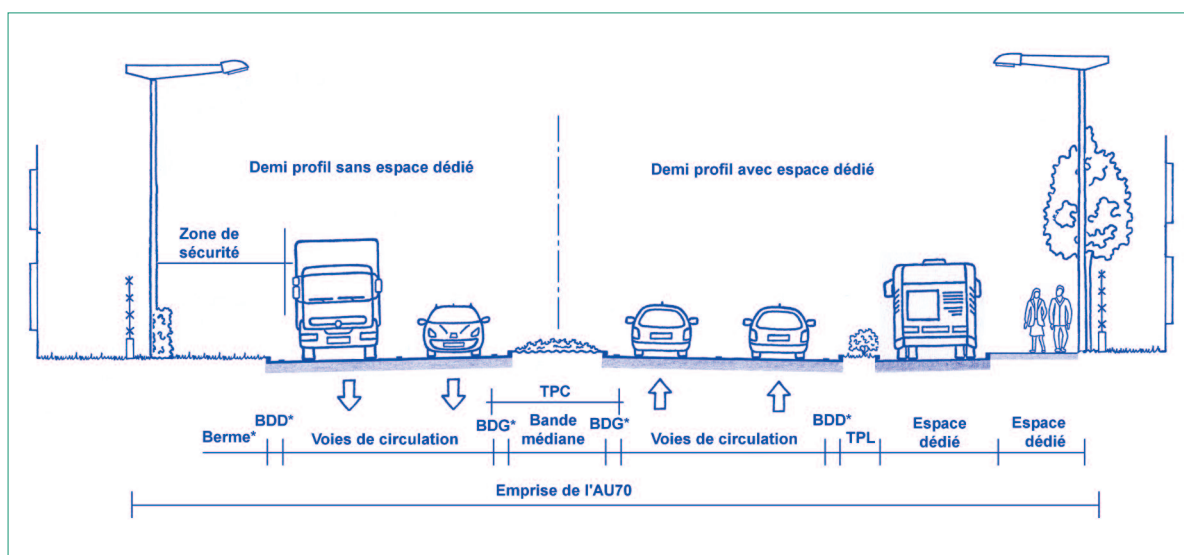 Demi profil sans espace dédié
Demi profil avec espace dédié
Zone de
sécurité
TPC
Berme*
BDD*
Voies de circulation
BDG*
Bande
médiane
BDG*
Voies de circulation
BDD*
TPL
Espace
dédié
Espace
dédié
Emprise de l'AU70